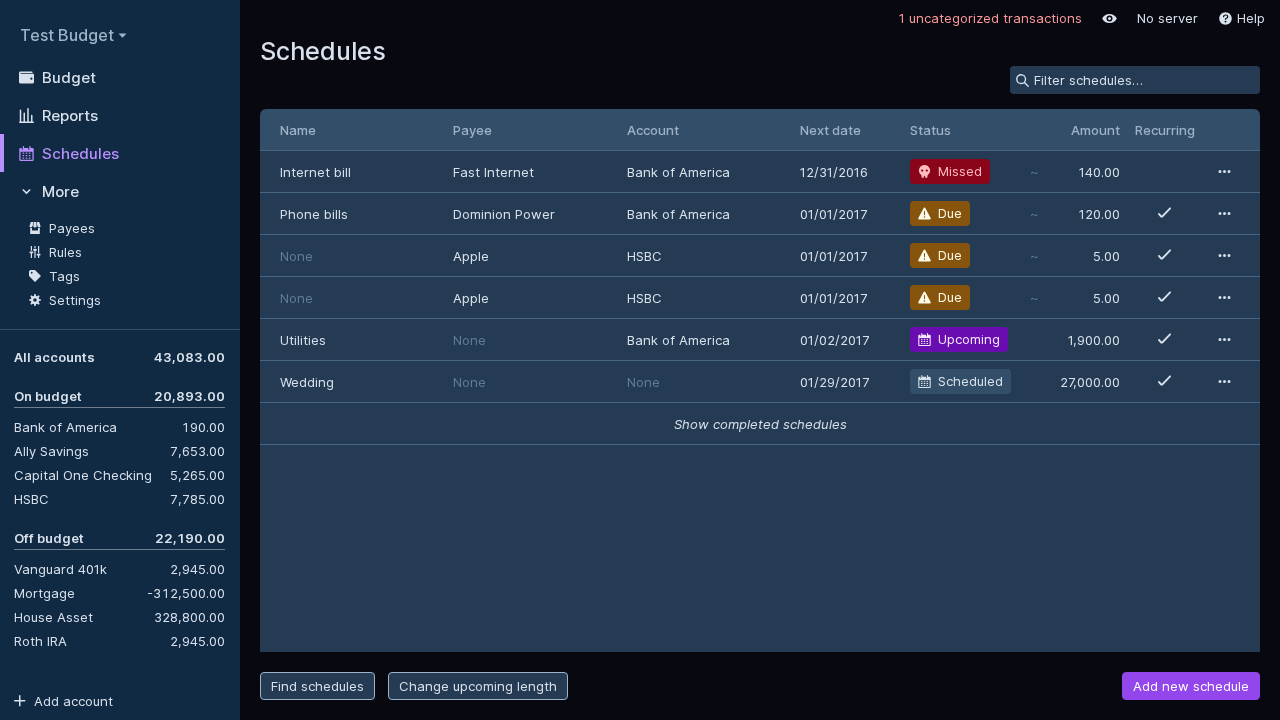 Test Budget
Budget
Reports
Schedules
More
Payees
Rules
Tags
Settings
All accounts 43,083.00
On budget 20,893.00
Bank of America 190.00
Ally Savings 7,653.00
Capital One Checking 5,265.00
HSBC 7,785.00
Off budget 22,190.00
Vanguard 401k 2,945.00
Mortgage -312,500.00
House Asset 328,800.00
Roth IRA 2,945.00
Add account
1 uncategorized transactions No server Help
Schedules
Filter schedules…
Name Payee Account Next date Status Amount Recurring
Internet bill Fast Internet Bank of America 12/31/2016 Missed ~ 140.00
Phone bills Dominion Power Bank of America 01/01/2017 Due ~ 120.00
None Apple HSBC 01/01/2017 Due ~ 5.00
None Apple HSBC 01/01/2017 Due ~ 5.00
Utilities None Bank of America 01/02/2017 Upcoming 1,900.00
Wedding None None 01/29/2017 Scheduled 27,000.00
Show completed schedules
Find schedules Change upcoming length Add new schedule